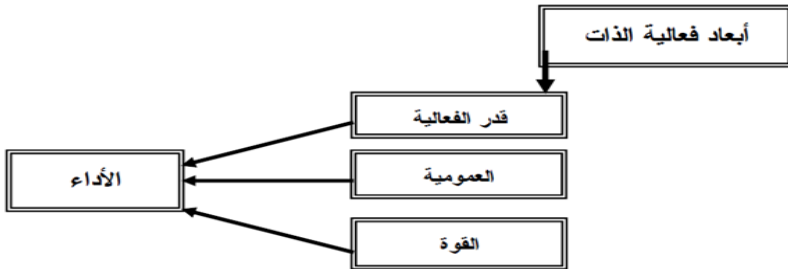 أبعاد فعالية الذات
قدر الفعالية
العمومية
القوة
الأداء